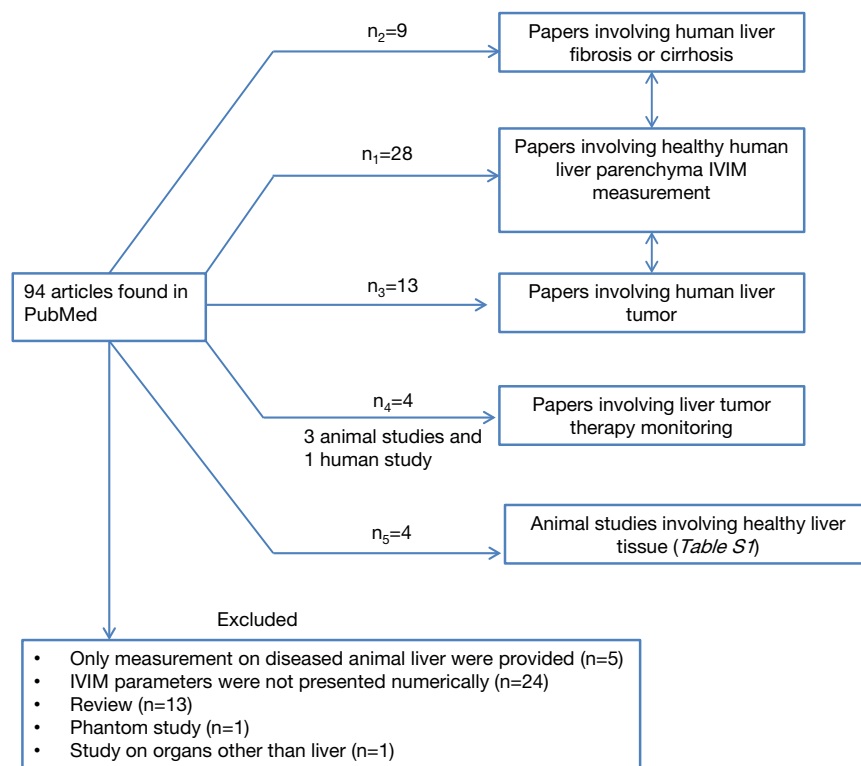 n₂=9
Papers involving human liver
fibrosis or cirrhosis
n₁=28
Papers involving healthy human
liver parenchyma IVIM
measurement
94 articles found in
PubMed
n₃=13
Papers involving human liver
tumor
n₄=4
3 animal studies and
1 human study
Papers involving liver tumor
therapy monitoring
n₅=4
Animal studies involving healthy liver
tissue (Table S1)
Excluded
• Only measurement on diseased animal liver were provided (n=5)
• IVIM parameters were not presented numerically (n=24)
• Review (n=13)
• Phantom study (n=1)
• Study on organs other than liver (n=1)